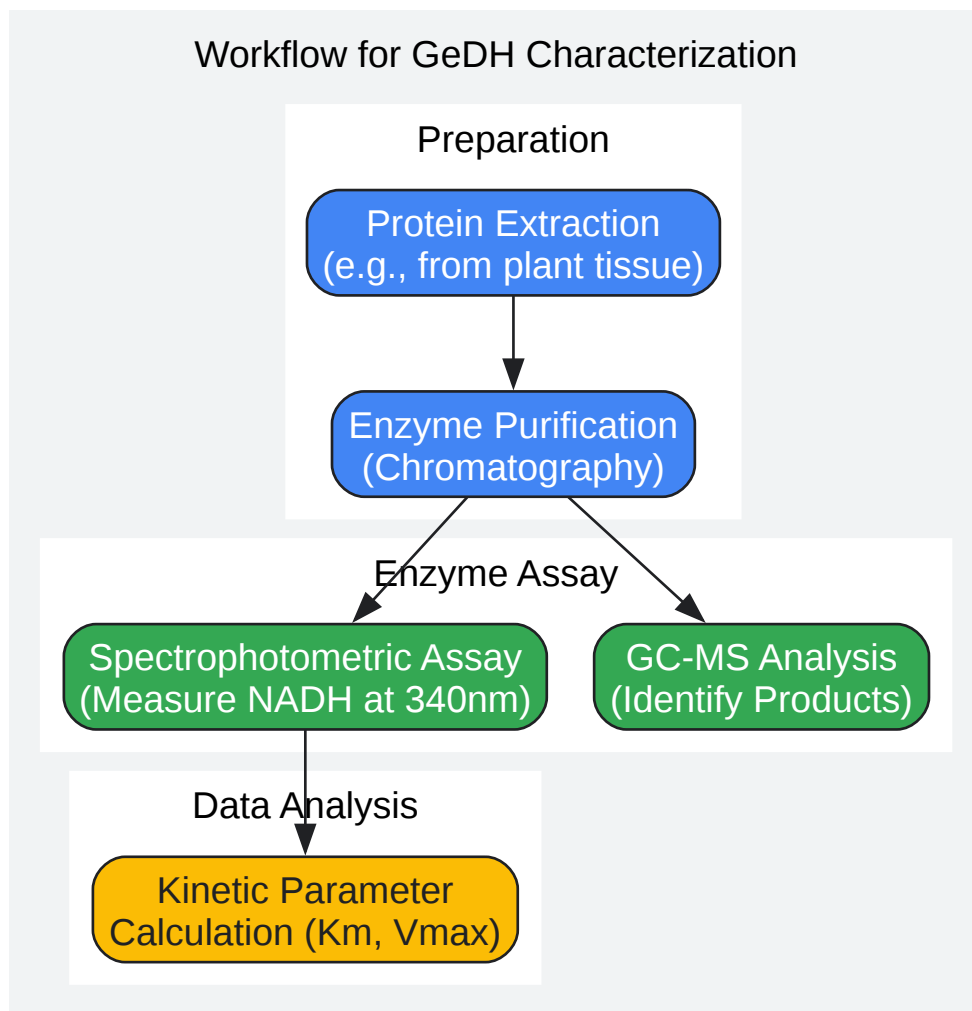 Workflow for GeDH Characterization
Preparation
Protein Extraction
(e.g., from plant tissue)
Enzyme Purification
(Chromatography)
Enzyme Assay
Spectrophotometric Assay
(Measure NADH at 340nm)
GC-MS Analysis
(Identify Products)
Data Analysis
Kinetic Parameter
Calculation (Km, Vmax)